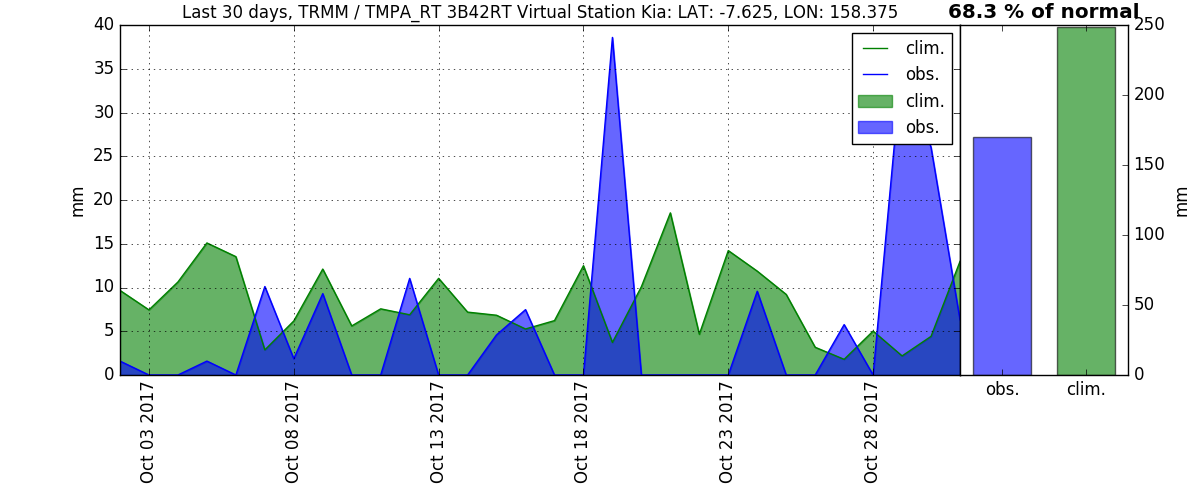 Last 30 days, TRMM / TMPA_RT 3B42RT Virtual Station Kia: LAT: -7.625, LON: 158.375
68.3 % of normal
40
35
30
25
20
15
10
5
0
mm
clim.
obs.
clim.
obs.
Oct 03 2017
Oct 08 2017
Oct 13 2017
Oct 18 2017
Oct 23 2017
Oct 28 2017
250
200
150
100
50
0
mm
obs.
clim.